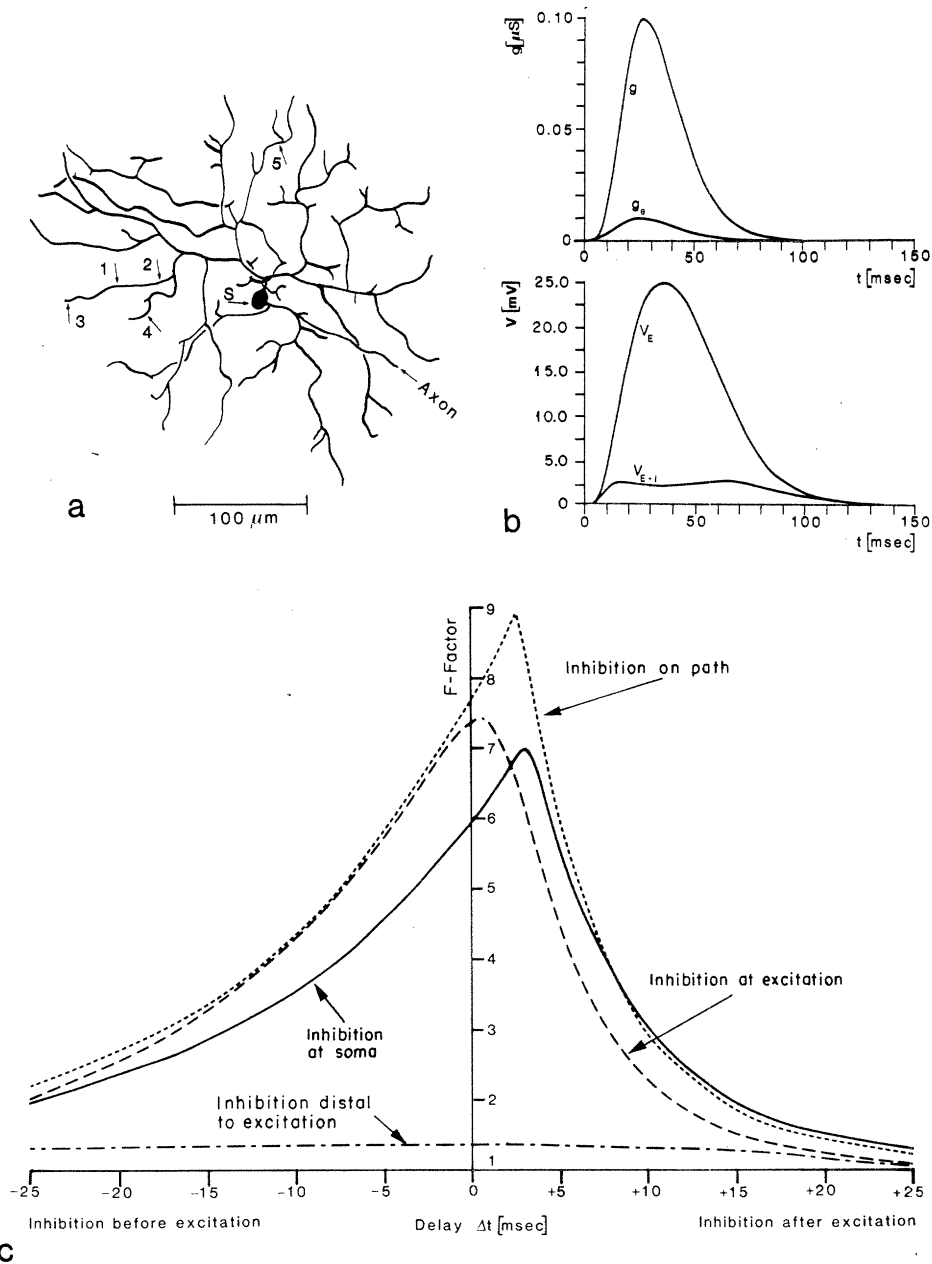 5
1
2
S
3
4
Axon
100 μm
a
g[μS]
0.10
g
0.05
ge
0
0 50 100 150
t [msec]
V [mV]
25.0
VE
20.0
15.0
10.0
5.0
VE-I
0
0 50 100 150
t [msec]
b
F-Factor
9
Inhibition on path
8
7
6
5
4
Inhibition at excitation
Inhibition
at soma
3
2
Inhibition distal
to excitation
1
-25 -20 -15 -10 -5 0 +5 +10 +15 +20 +25
Inhibition before excitation Delay Δt [msec] Inhibition after excitation
c